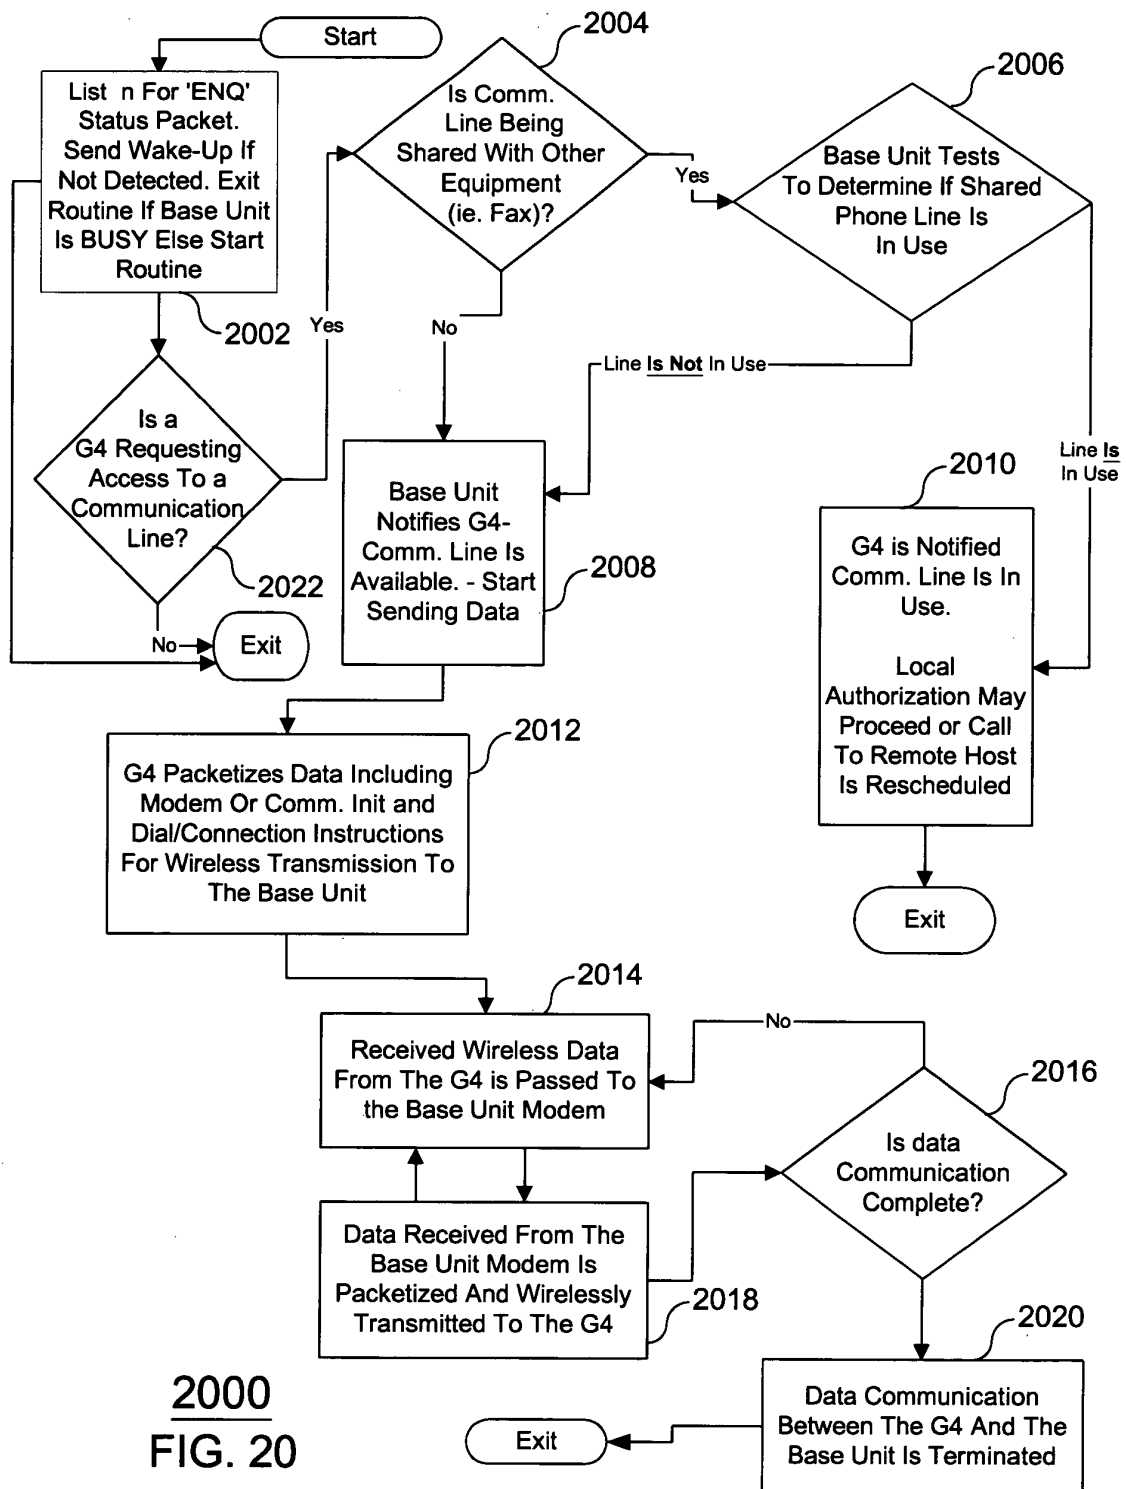 Start
List n For 'ENQ'
Status Packet.
Send Wake-Up If
Not Detected. Exit
Routine If Base Unit
Is BUSY Else Start
Routine
2002
Is a
G4 Requesting
Access To a
Communication
Line?
2022
No
Exit
Yes
2004
Is Comm.
Line Being
Shared With Other
Equipment
(ie. Fax)?
Yes
No
2006
Base Unit Tests
To Determine If Shared
Phone Line Is
In Use
Line Is Not In Use
Line Is
In Use
Base Unit
Notifies G4-
Comm. Line Is
Available. - Start
Sending Data
2008
2010
G4 is Notified
Comm. Line Is In
Use.
Local
Authorization May
Proceed or Call
To Remote Host
Is Rescheduled
Exit
2012
G4 Packetizes Data Including
Modem Or Comm. Init and
Dial/Connection Instructions
For Wireless Transmission To
The Base Unit
2014
Received Wireless Data
From The G4 is Passed To
the Base Unit Modem
No
2016
Is data
Communication
Complete?
Data Received From The
Base Unit Modem Is
Packetized And Wirelessly
Transmitted To The G4
2018
2020
Data Communication
Between The G4 And The
Base Unit Is Terminated
Exit
2000
FIG. 20